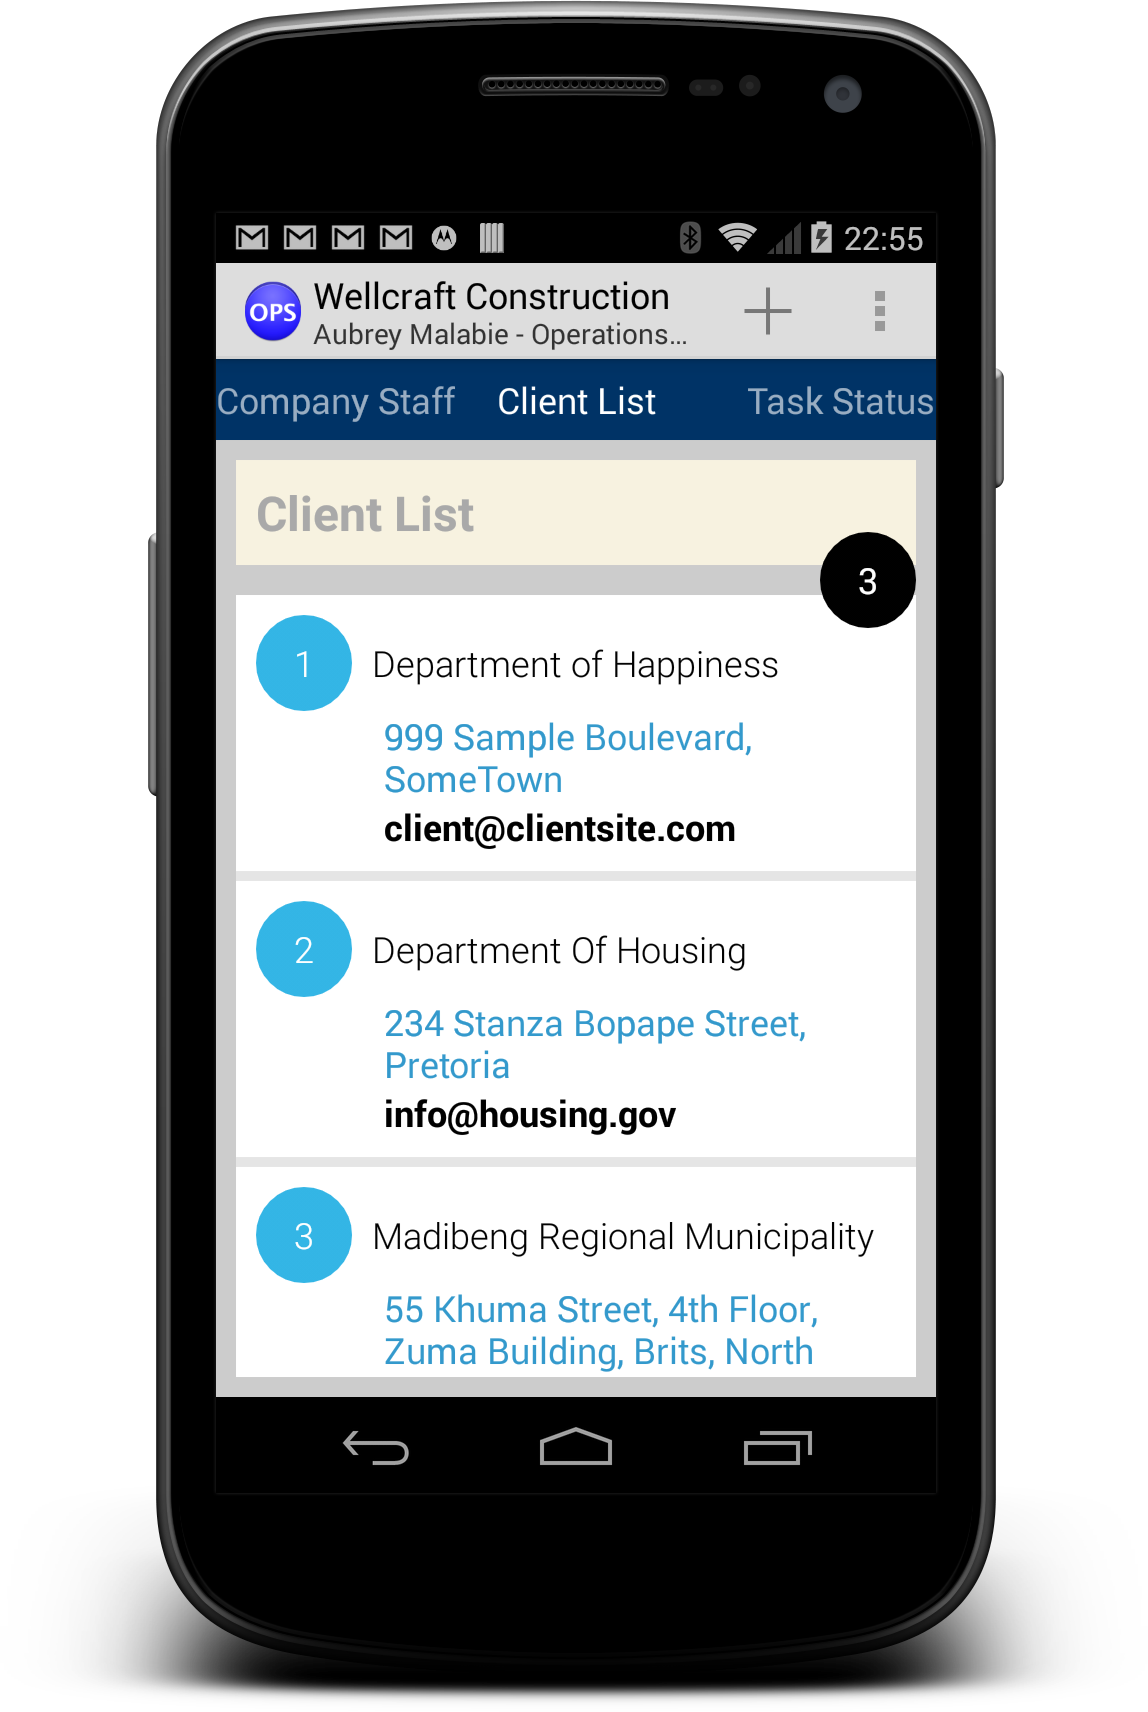 22:55
OPS
Wellcraft Construction
Aubrey Malabie - Operations...
Company Staff Client List Task Status
Client List
3
1 Department of Happiness
999 Sample Boulevard,
SomeTown
client@clientsite.com
2 Department Of Housing
234 Stanza Bopape Street,
Pretoria
info@housing.gov
3 Madibeng Regional Municipality
55 Khuma Street, 4th Floor,
Zuma Building, Brits, North